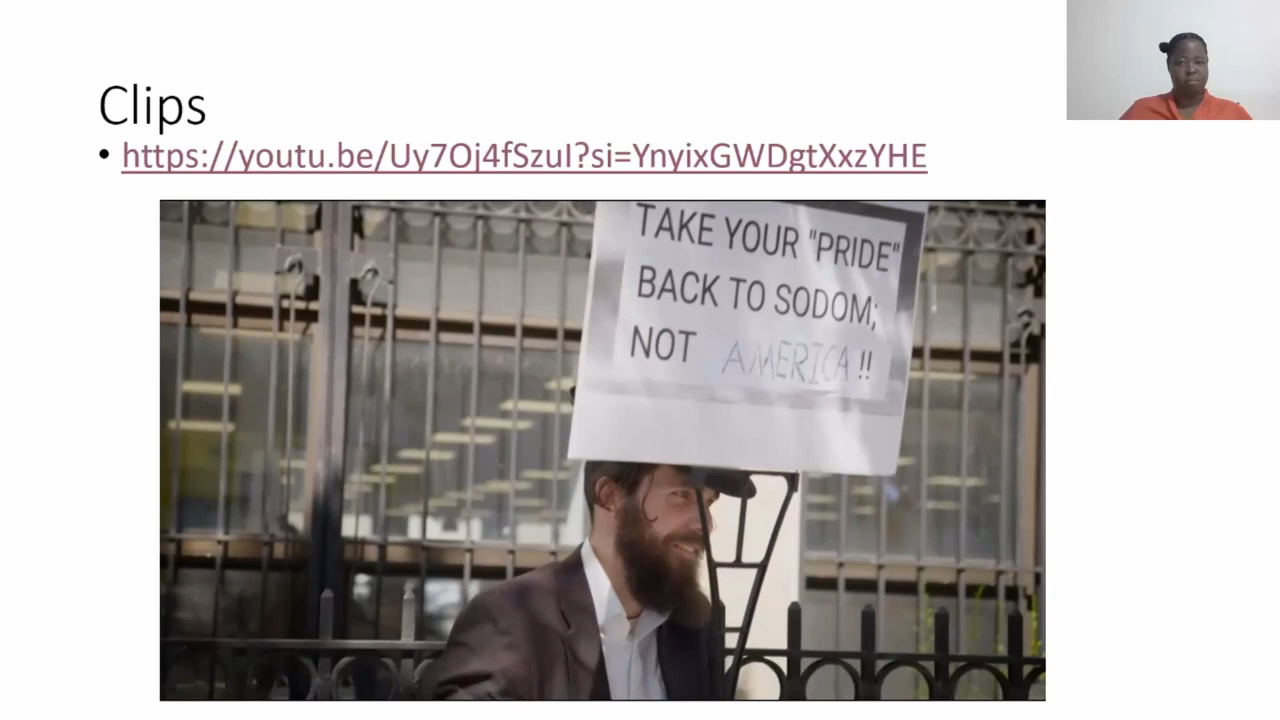 Clips
• https://youtu.be/Uy7Oj4fSzuI?si=YnyixGWDgtXxzYHE
TAKE YOUR "PRIDE"
BACK TO SODOM;
NOT AMERICA!!